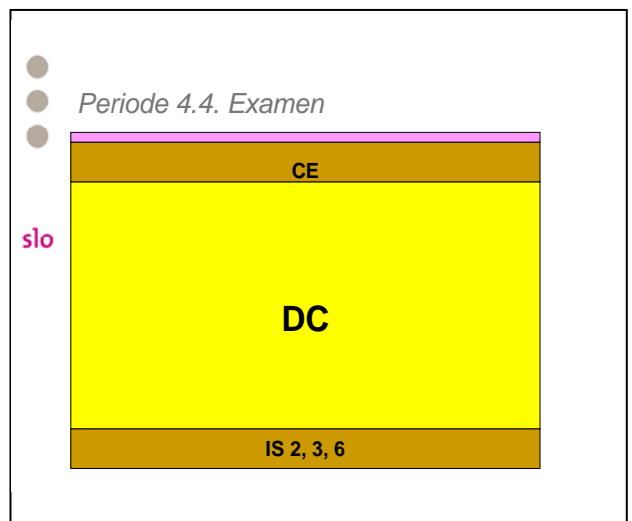 Periode 4.4. Examen
CE
slo
DC
IS 2, 3, 6